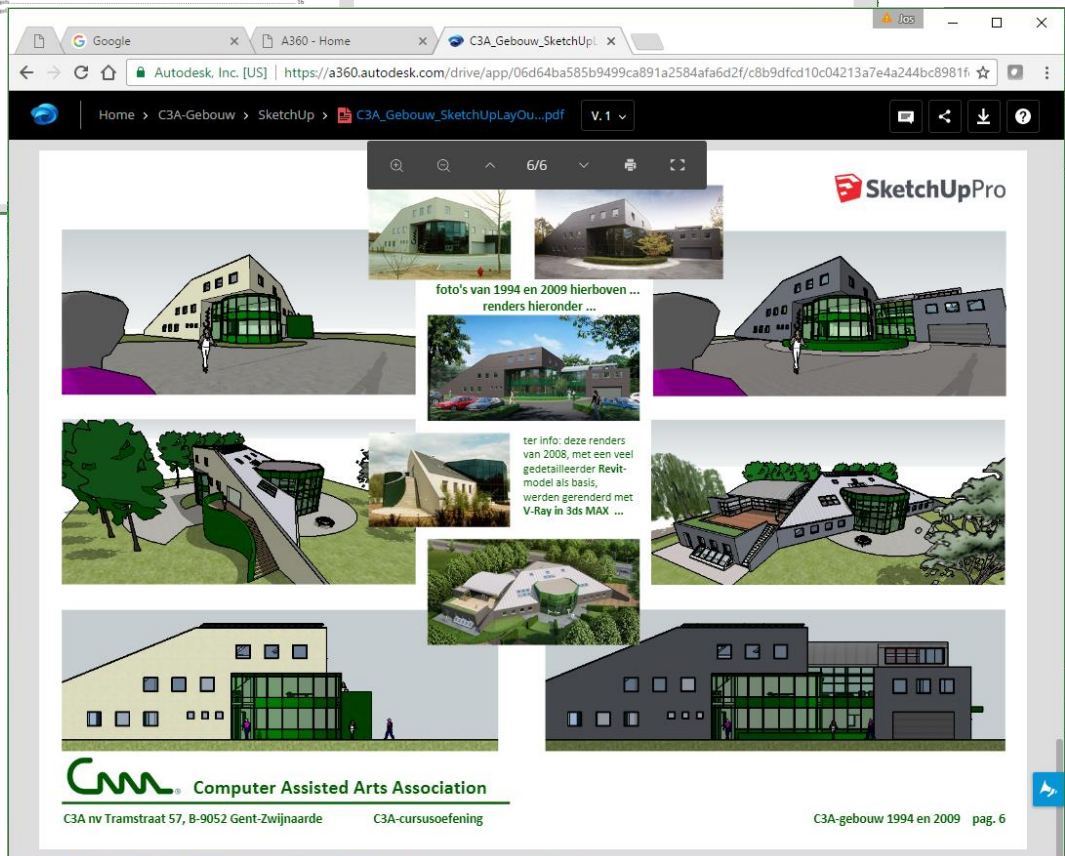 16
Jos
Google
A360 - Home
C3A_Gebouw_SketchUpL
Autodesk, Inc. [US]
https://a360.autodesk.com/drive/app/06d64ba585b9499ca891a2584afa6d2f/c8b9dfcd10c04213a7e4a244bc8981f
Home > C3A-Gebouw > SketchUp > C3A_Gebouw_SketchUpLayOu...pdf
V. 1
6/6
SketchUpPro
foto's van 1994 en 2009 hierboven ...
renders hieronder ...
ter info: deze renders
van 2008, met een veel
gedetailleerder Revit-
model als basis,
werden gerenderd met
V-Ray in 3ds MAX ...
Computer Assisted Arts Association
C3A nv Tramstraat 57, B-9052 Gent-Zwijnaarde
C3A-cursusoefening
C3A-gebouw 1994 en 2009 pag. 6